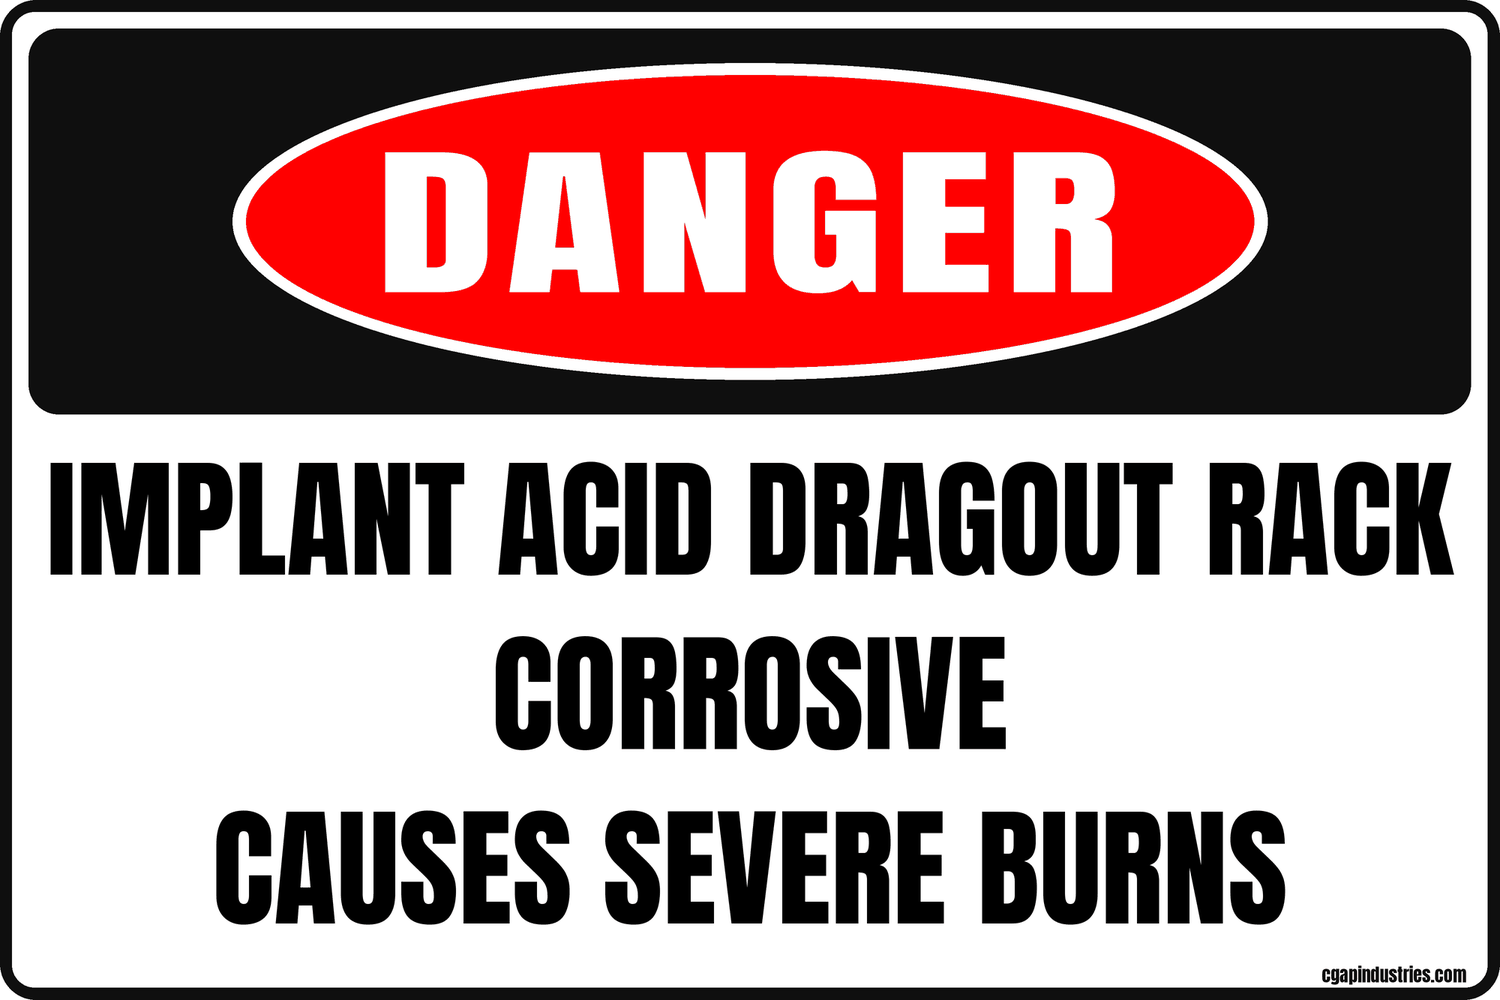 DANGER
IMPLANT ACID DRAGOUT RACK
CORROSIVE
CAUSES SEVERE BURNS
cgapindustries.com